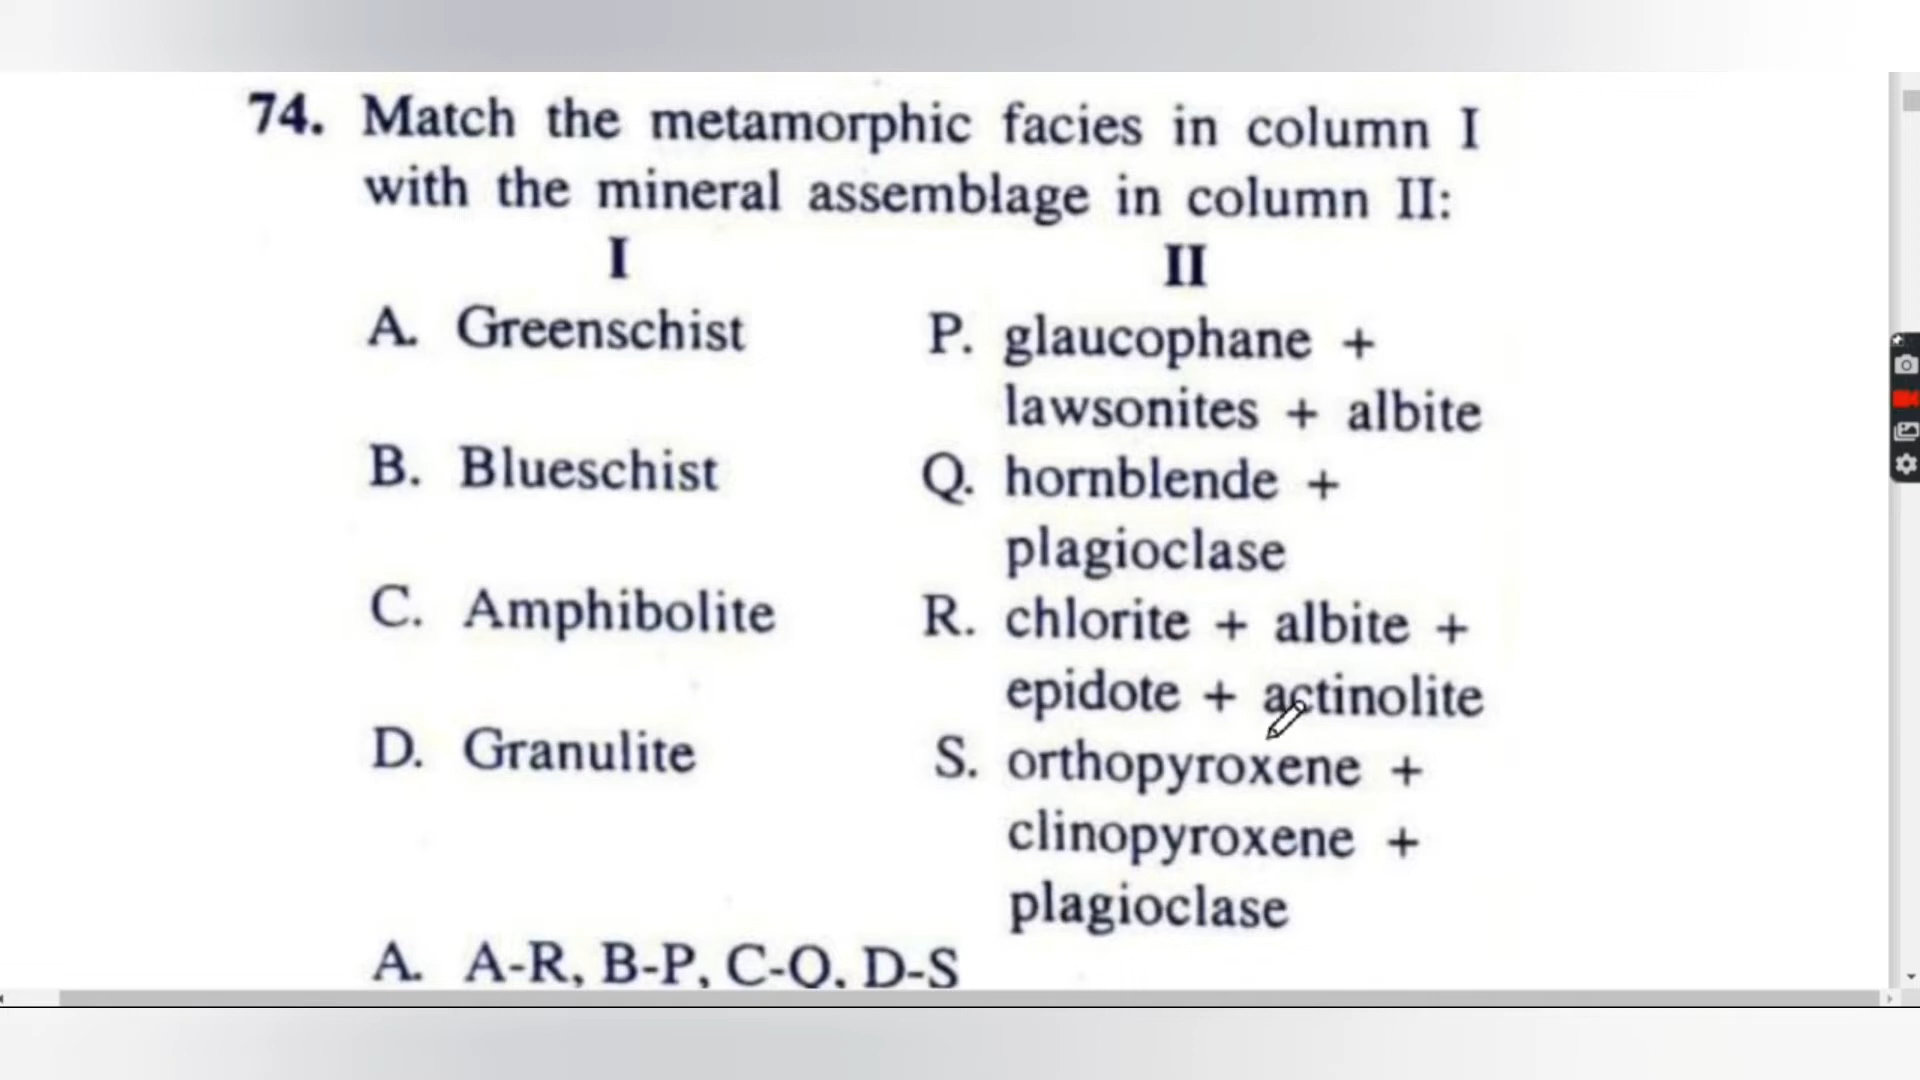 74. Match the metamorphic facies in column I
with the mineral assemblage in column II:
I II
A. Greenschist P. glaucophane +
lawsonites + albite
B. Blueschist Q. hornblende +
plagioclase
C. Amphibolite R. chlorite + albite +
epidote + actinolite
D. Granulite S. orthopyroxene +
clinopyroxene +
plagioclase
A. A-R, B-P, C-Q, D-S